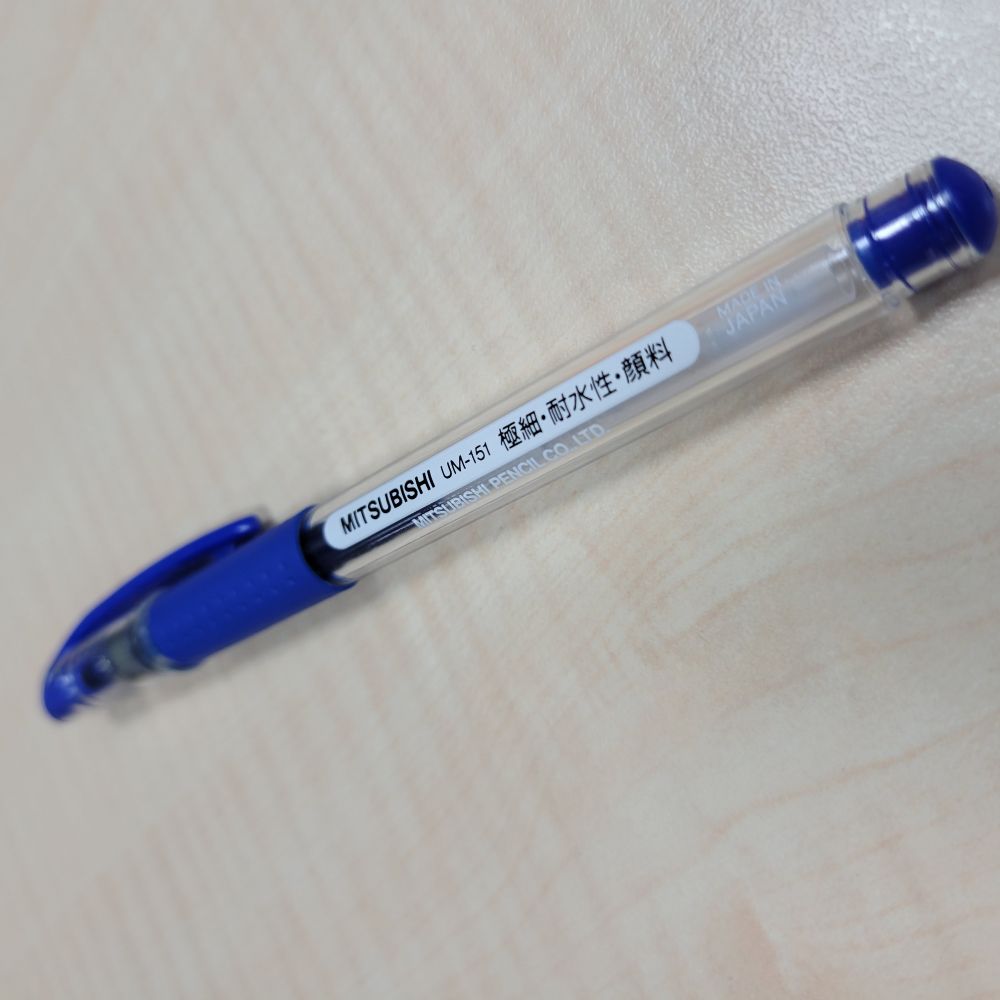 MITSUBISHI UM-151 極細・耐水性・顔料
MITSUBISHI PENCIL CO., LTD.
MADE IN
JAPAN